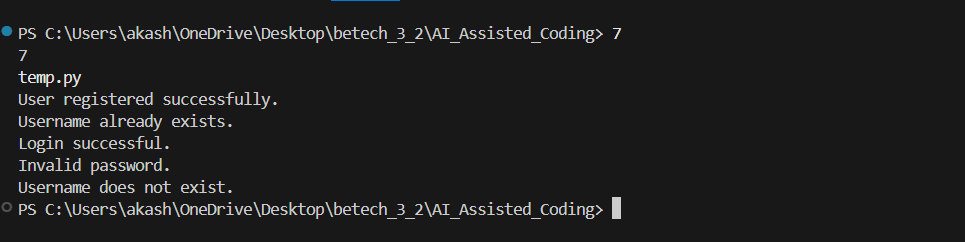 PS C:\Users\akash\OneDrive\Desktop\betech_3_2\AI_Assisted_Coding> 7
7
temp.py
User registered successfully.
Username already exists.
Login successful.
Invalid password.
Username does not exist.
PS C:\Users\akash\OneDrive\Desktop\betech_3_2\AI_Assisted_Coding>